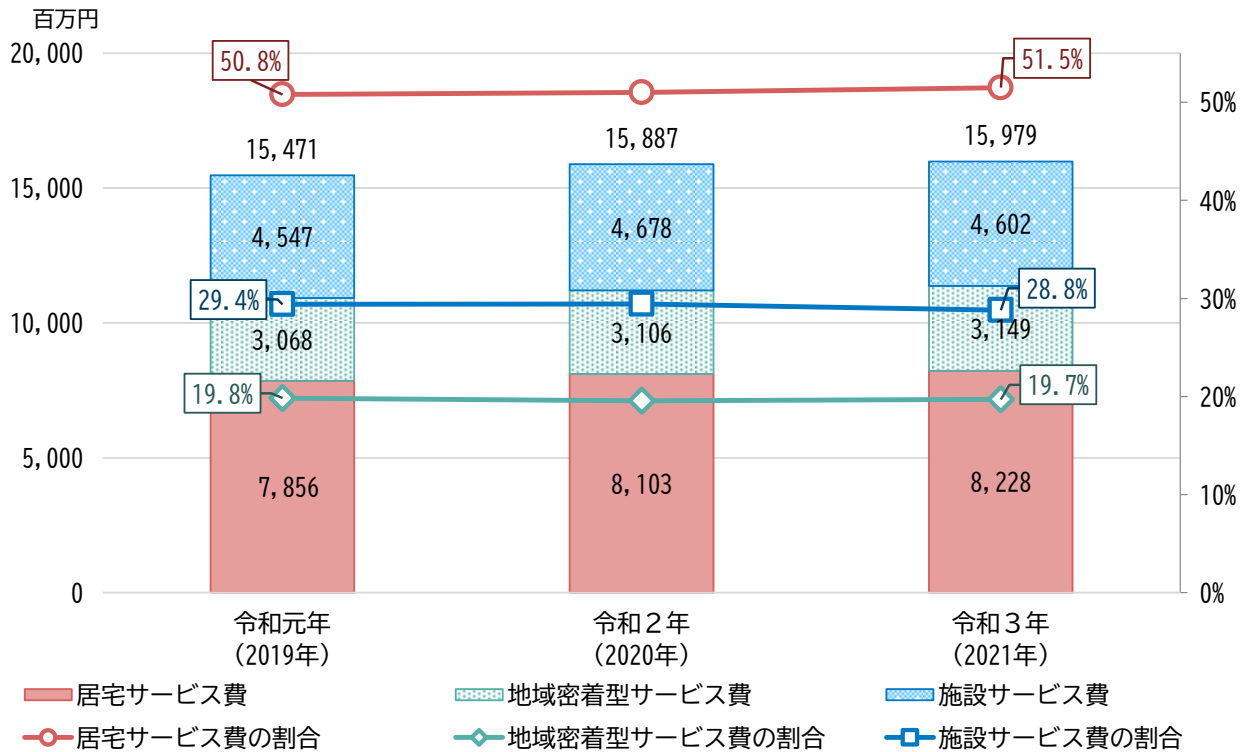 百万円
20,000
15,000
10,000
5,000
0
50%
40%
30%
20%
10%
0%
50.8%
51.5%
15,471
15,887
15,979
4,547
4,678
4,602
29.4%
28.8%
3,068
3,106
3,149
19.8%
19.7%
7,856
8,103
8,228
令和元年
(2019年)
令和２年
(2020年)
令和３年
(2021年)
居宅サービス費
地域密着型サービス費
施設サービス費
居宅サービス費の割合
地域密着型サービス費の割合
施設サービス費の割合